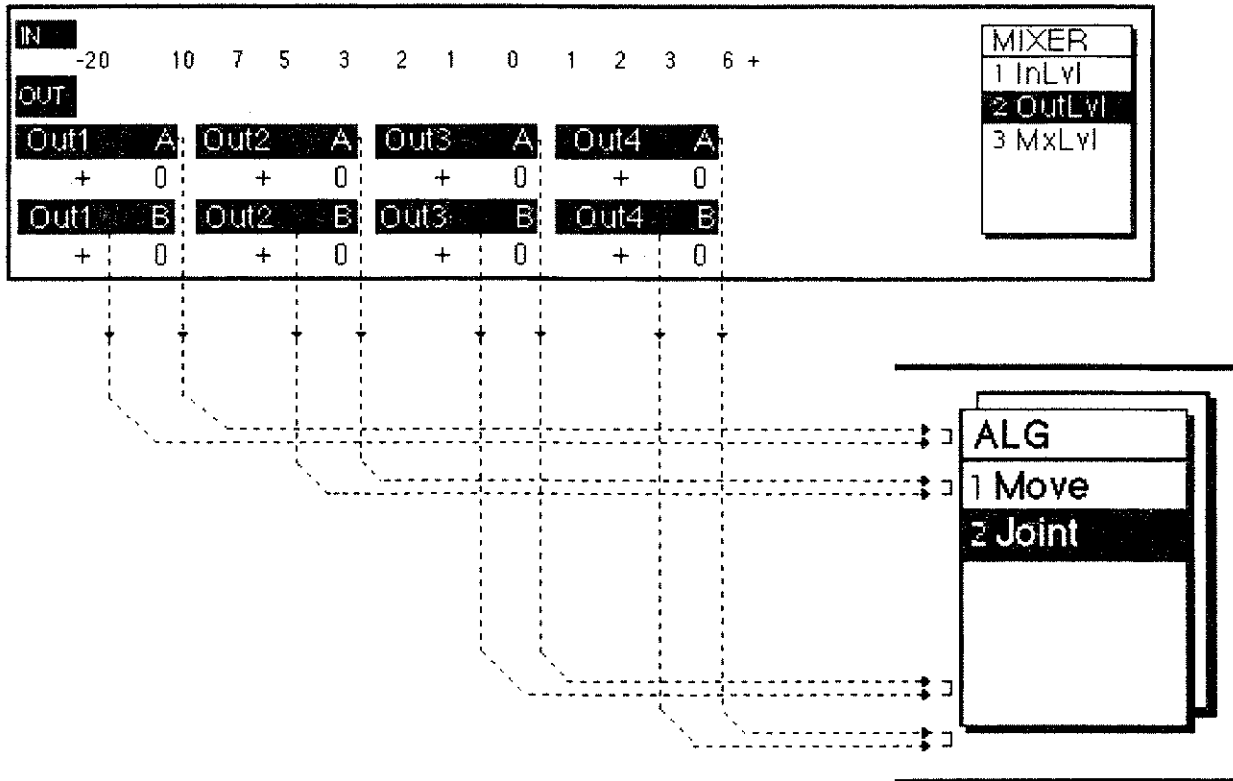 IN
-20 10 7 5 3 2 1 0 1 2 3 6 +
OUT
Out1 A Out2 A Out3 A Out4 A
+ 0 + 0 + 0 + 0
Out1 B Out2 B Out3 B Out4 B
+ 0 + 0 + 0 + 0
MIXER
1 InLvl
2 OutLvl
3 MxLvl
ALG
1 Move
2 Joint